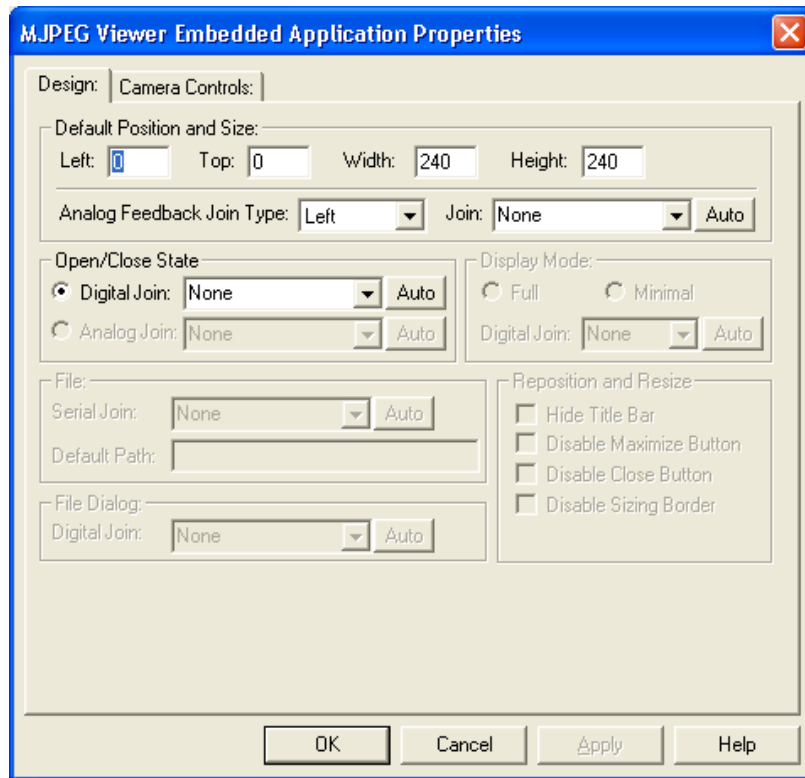 MJPEG Viewer Embedded Application Properties
Design: Camera Controls:
Default Position and Size:
Left: 0 Top: 0 Width: 240 Height: 240
Analog Feedback Join Type: Left Join: None Auto
Open/Close State
Digital Join: None Auto
Analog Join: None Auto
Display Mode:
Full Minimal
Digital Join: None Auto
File:
Serial Join: None Auto
Default Path:
Reposition and Resize
Hide Title Bar
Disable Maximize Button
Disable Close Button
Disable Sizing Border
File Dialog:
Digital Join: None Auto
OK Cancel Apply Help